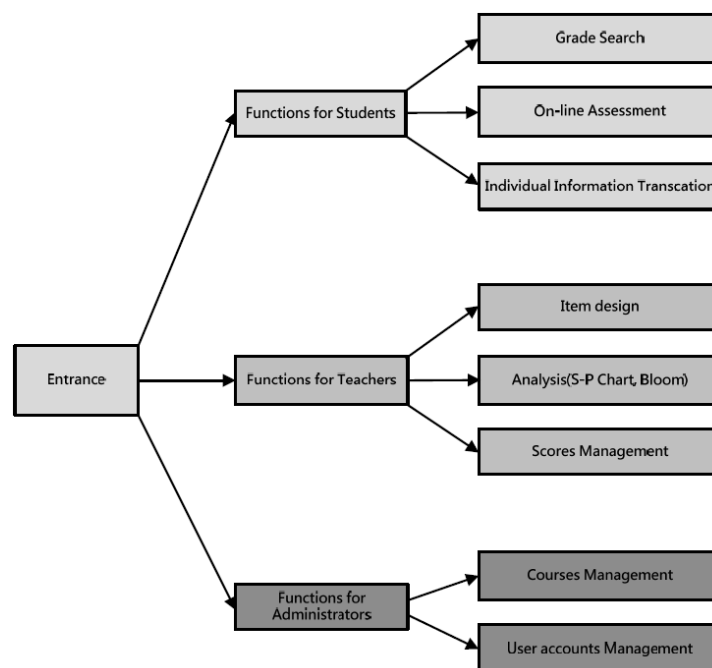 Grade Search
Functions for Students
On-line Assessment
Individual Information Transcation
Entrance
Item design
Functions for Teachers
Analysis(S-P Chart, Bloom)
Scores Management
Functions for
Administrators
Courses Management
User accounts Management